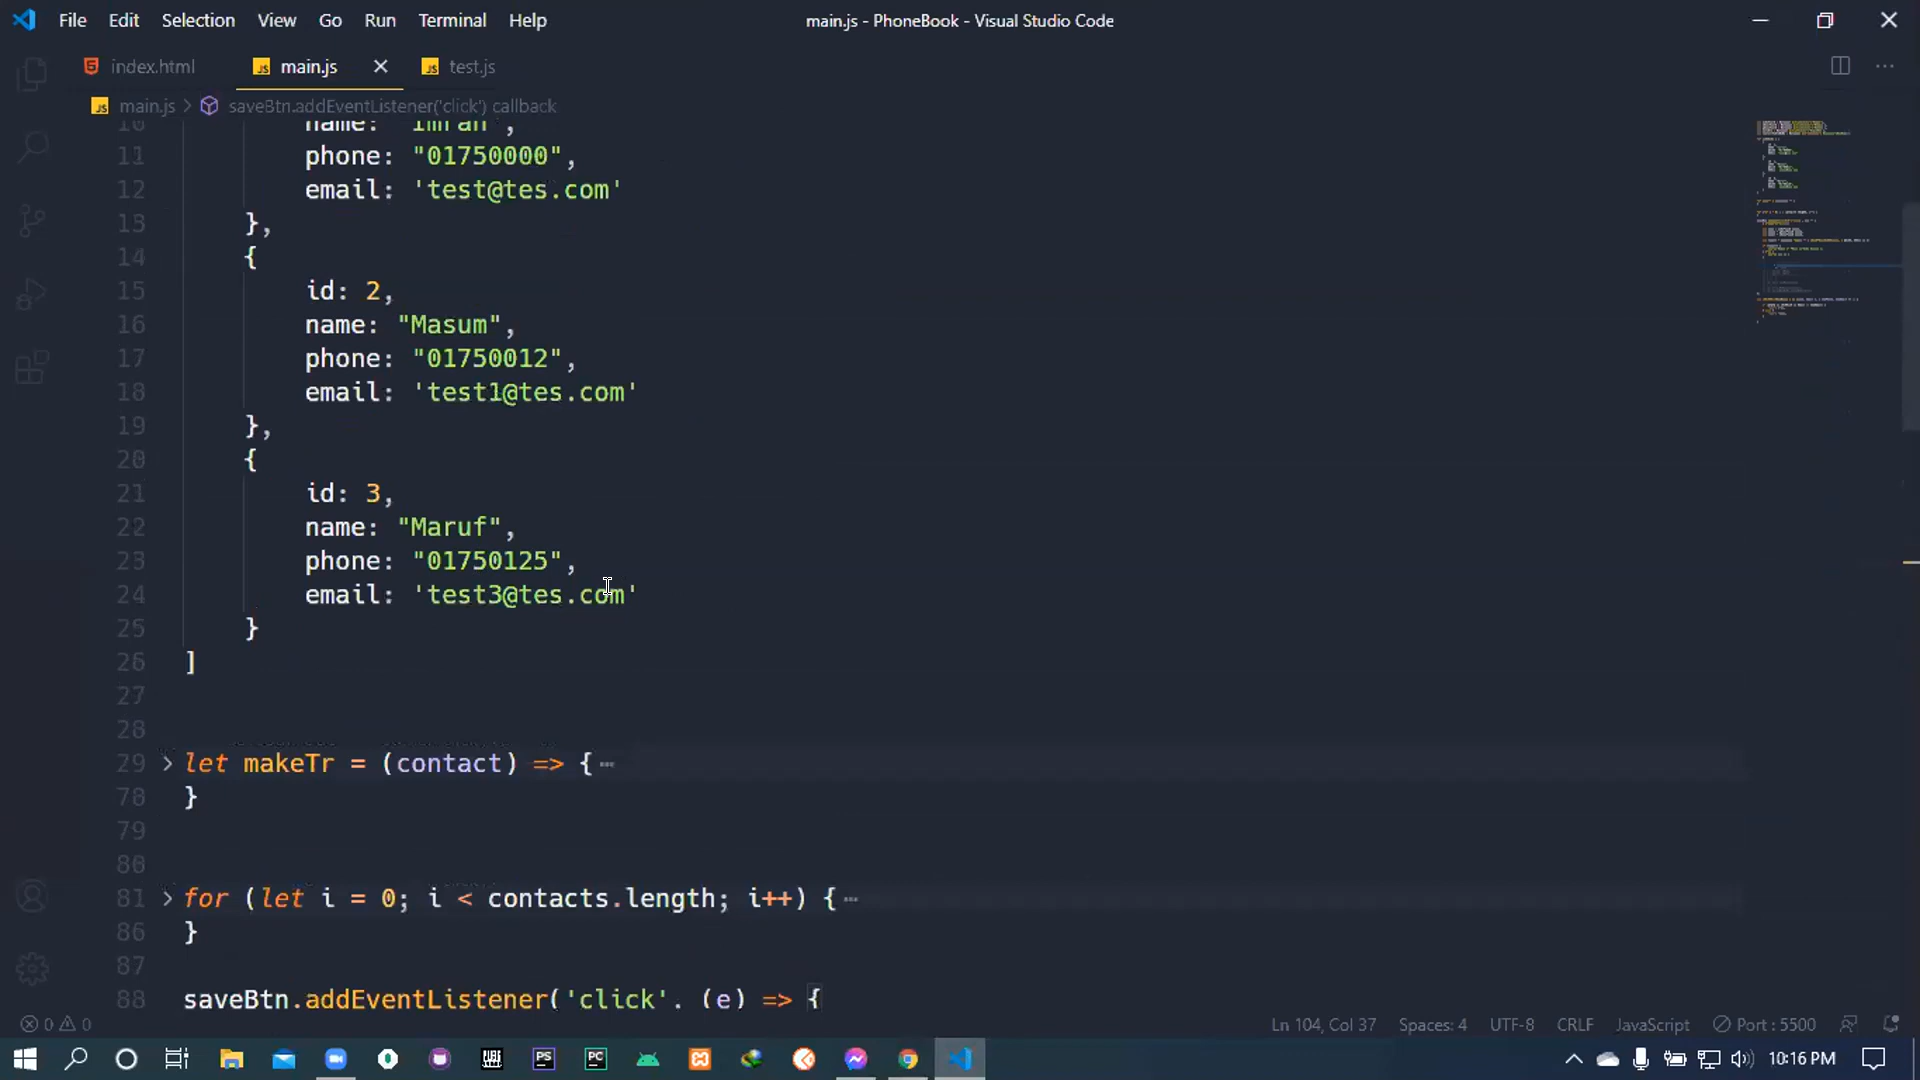 File Edit Selection View Go Run Terminal Help
main.js - PhoneBook - Visual Studio Code
index.html
main.js
test.js
main.js > saveBtn.addEventListener('click') callback
10 name: "Imran",
11 phone: "01750000",
12 email: 'test@tes.com'
13 },
14 {
15 id: 2,
16 name: "Masum",
17 phone: "01750012",
18 email: 'test1@tes.com'
19 },
20 {
21 id: 3,
22 name: "Maruf",
23 phone: "01750125",
24 email: 'test3@tes.com'
25 }
26 ]
27
28
29 let makeTr = (contact) => {
78 }
79
80
81 for (let i = 0; i < contacts.length; i++) {
86 }
87
88 saveBtn.addEventListener('click', (e) => {
0 0
Ln 104, Col 37
Spaces: 4
UTF-8
CRLF
JavaScript
Port : 5500
PS
PC
10:16 PM